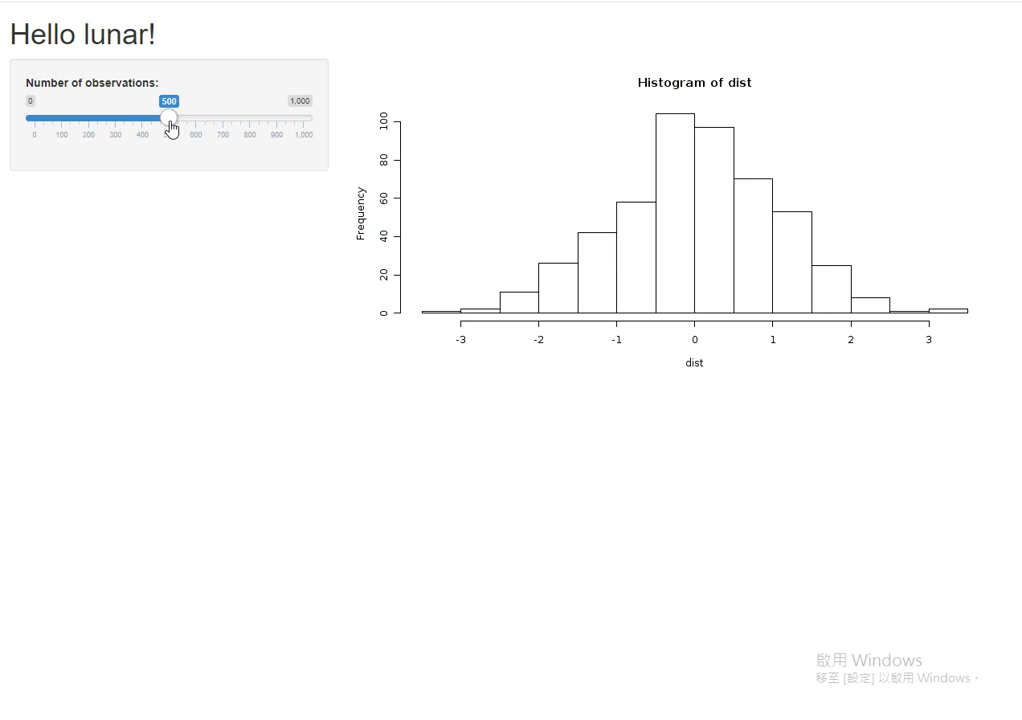 Hello lunar!
Number of observations:
0 500 1,000
0 100 200 300 400 600 700 800 900 1,000
Histogram of dist
Frequency
100
80
60
40
20
0
-3 -2 -1 0 1 2 3
dist
啟用 Windows
移至 [設定] 以啟用 Windows。